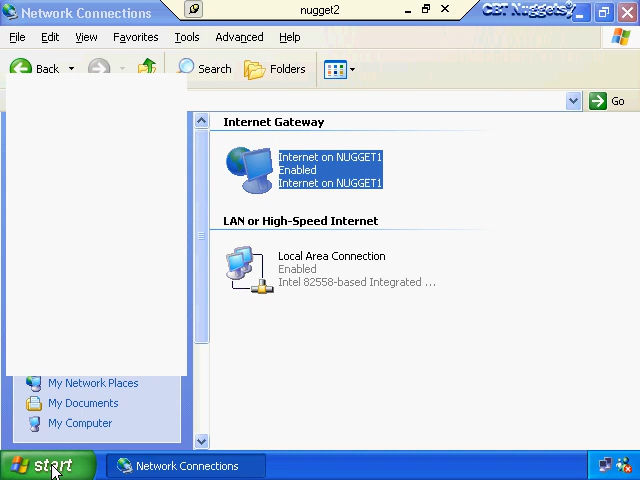 Network Connections
nugget2
CBT Nuggets
File Edit View Favorites Tools Advanced Help
Back Search Folders
Go
Internet Gateway
Internet on NUGGET1
Enabled
Internet on NUGGET1
LAN or High-Speed Internet
Local Area Connection
Enabled
Intel 82558-based Integrated ...
My Network Places
My Documents
My Computer
start Network Connections